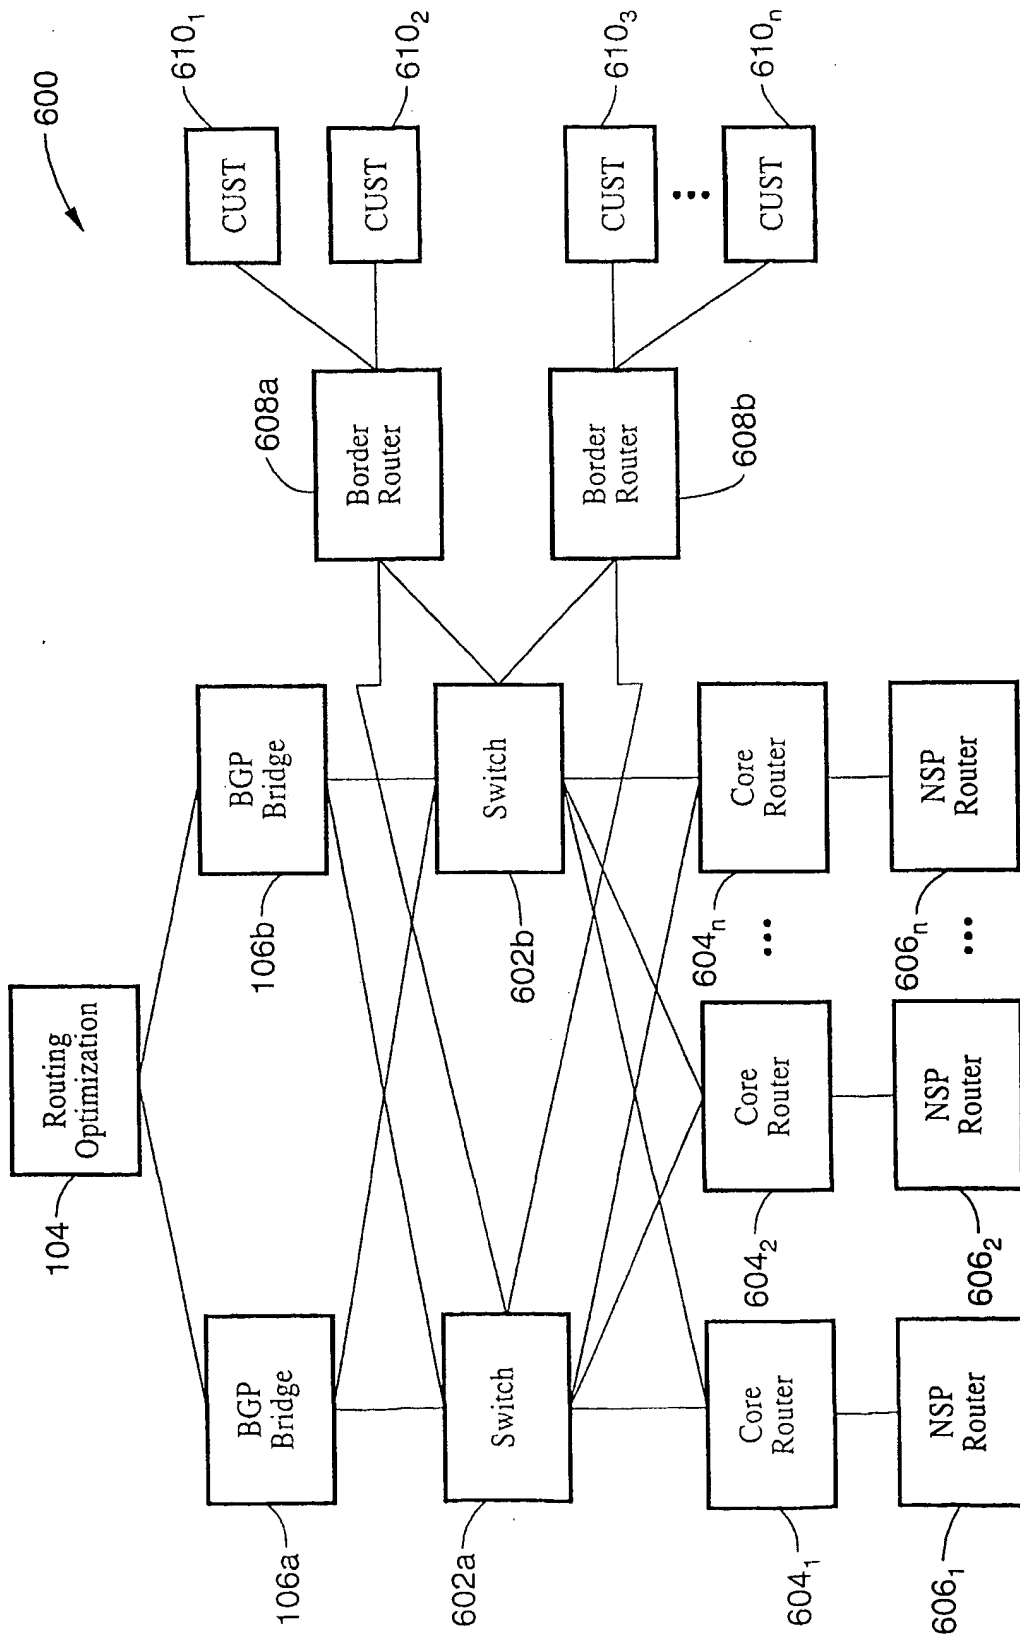 600
Routing
Optimization
104
BGP
Bridge
106a
BGP
Bridge
106b
Switch
602a
Switch
602b
Border
Router
608a
Border
Router
608b
CUST
610₁
CUST
610₂
CUST
610₃
•••
CUST
610ₙ
Core
Router
604₁
Core
Router
604₂
•••
Core
Router
604ₙ
NSP
Router
606₁
NSP
Router
606₂
•••
NSP
Router
606ₙ